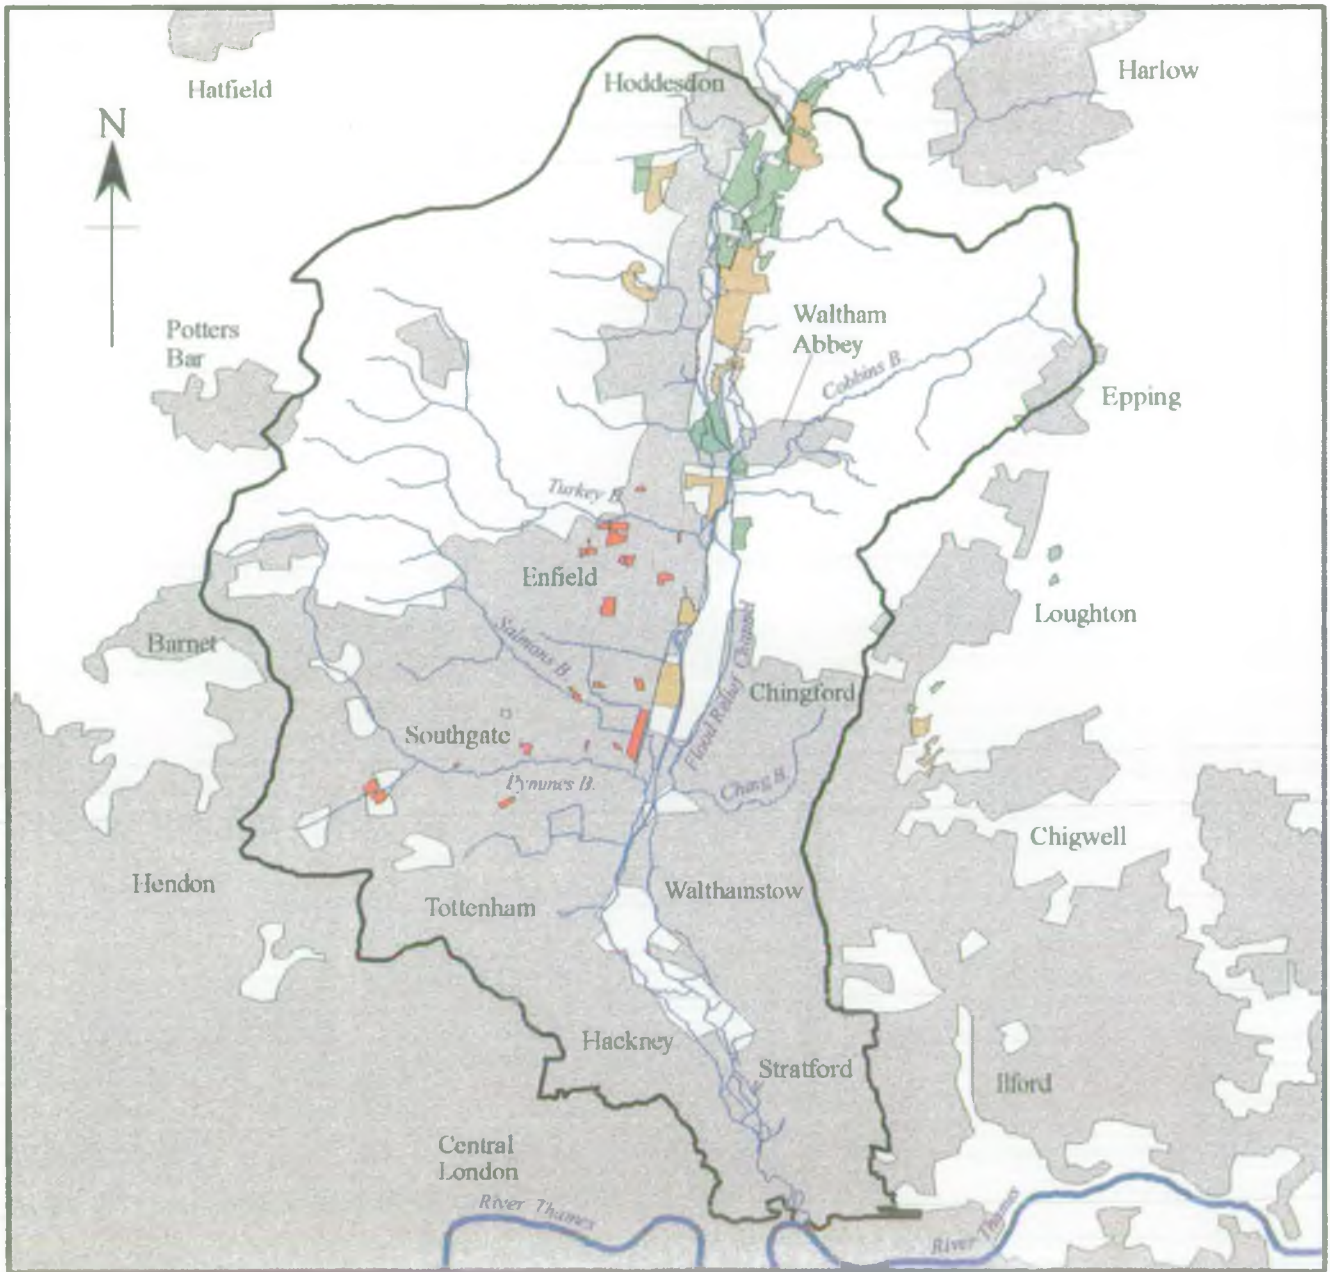 Hatfield
Hoddesdon
Harlow
N
Potters
Bar
Waltham
Abbey
Cobbins B.
Epping
Turkey B.
Enfield
Loughton
Barnet
Salmons B.
Flood Relief Channel
Chingford
Southgate
Pymmes B.
Ching B.
Chigwell
Hendon
Tottenham
Walthamstow
Hackney
Stratford
Ilford
Central
London
River Thames
River Thames